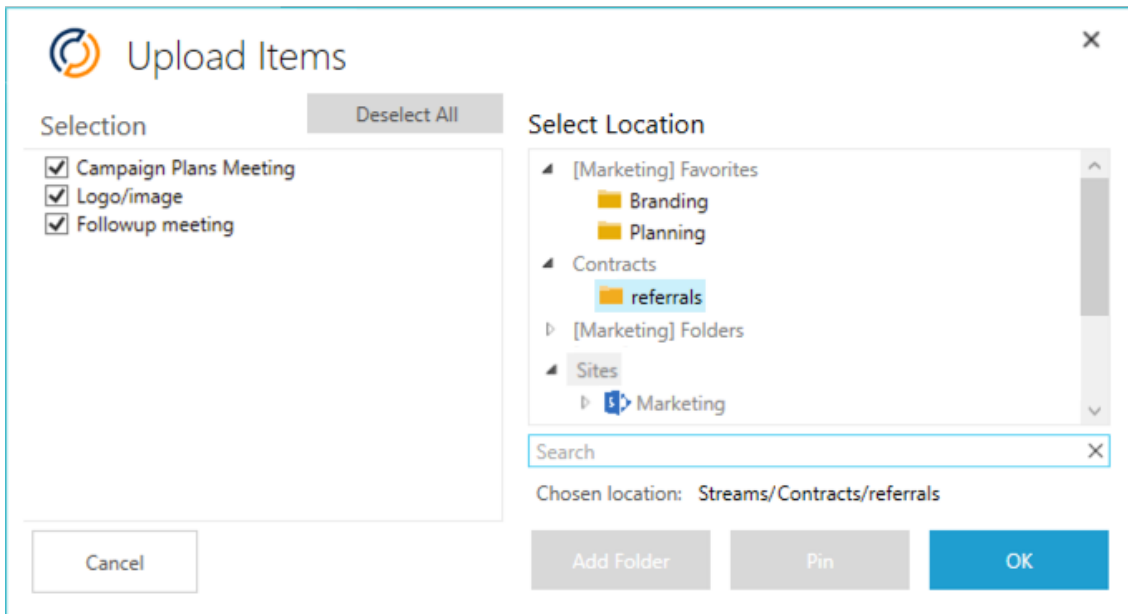 Upload Items
Selection
Deselect All
Campaign Plans Meeting
Logo/image
Followup meeting
Select Location
[Marketing] Favorites
Branding
Planning
Contracts
referrals
[Marketing] Folders
Sites
Marketing
Search
Chosen location: Streams/Contracts/referrals
Cancel
Add Folder
Pin
OK